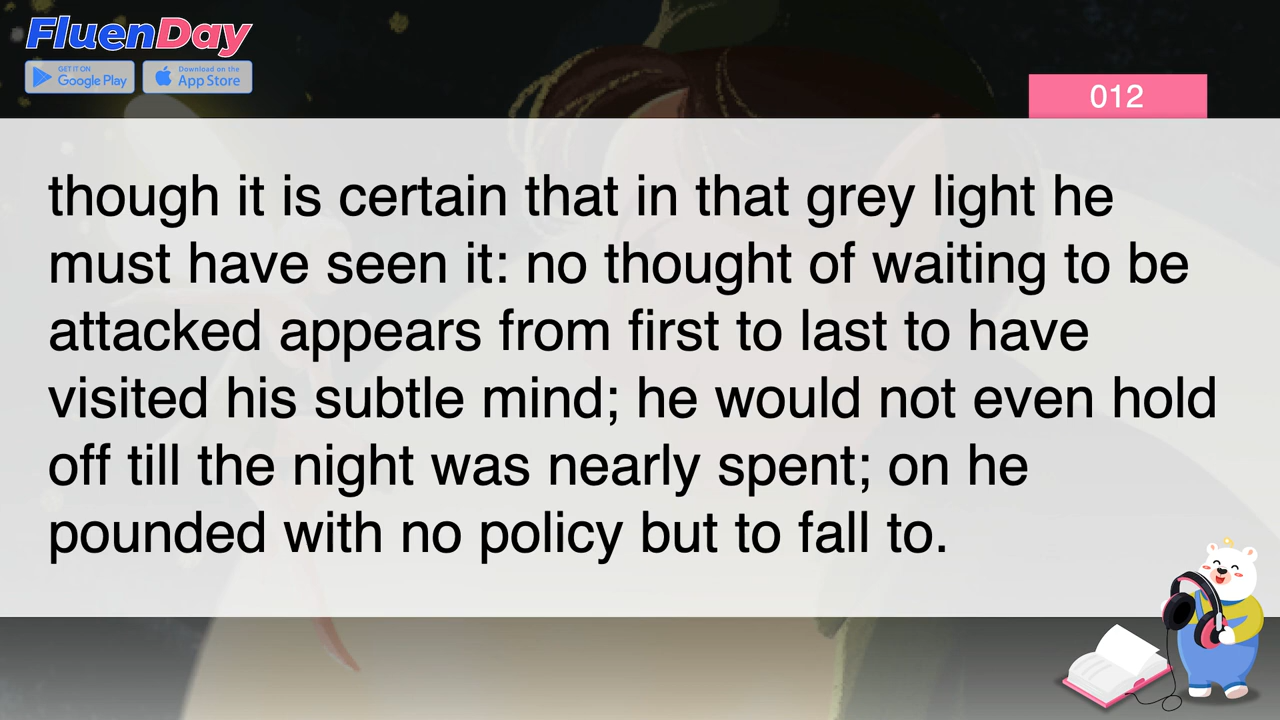 FluenDay
GET IT ON
Google Play
Download on the
App Store
012
though it is certain that in that grey light he
must have seen it: no thought of waiting to be
attacked appears from first to last to have
visited his subtle mind; he would not even hold
off till the night was nearly spent; on he
pounded with no policy but to fall to.